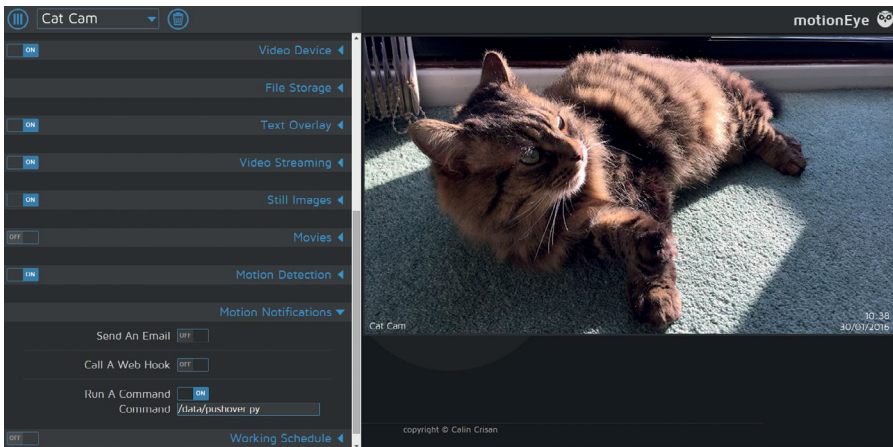 Cat Cam
motionEye
ON Video Device
File Storage
ON Text Overlay
ON Video Streaming
ON Still Images
OFF Movies
ON Motion Detection
Motion Notifications
Send An Email OFF
Call A Web Hook OFF
Run A Command ON
Command /data/pushover.py
OFF Working Schedule
Cat Cam
10:38
30/01/2016
copyright © Calin Crisan